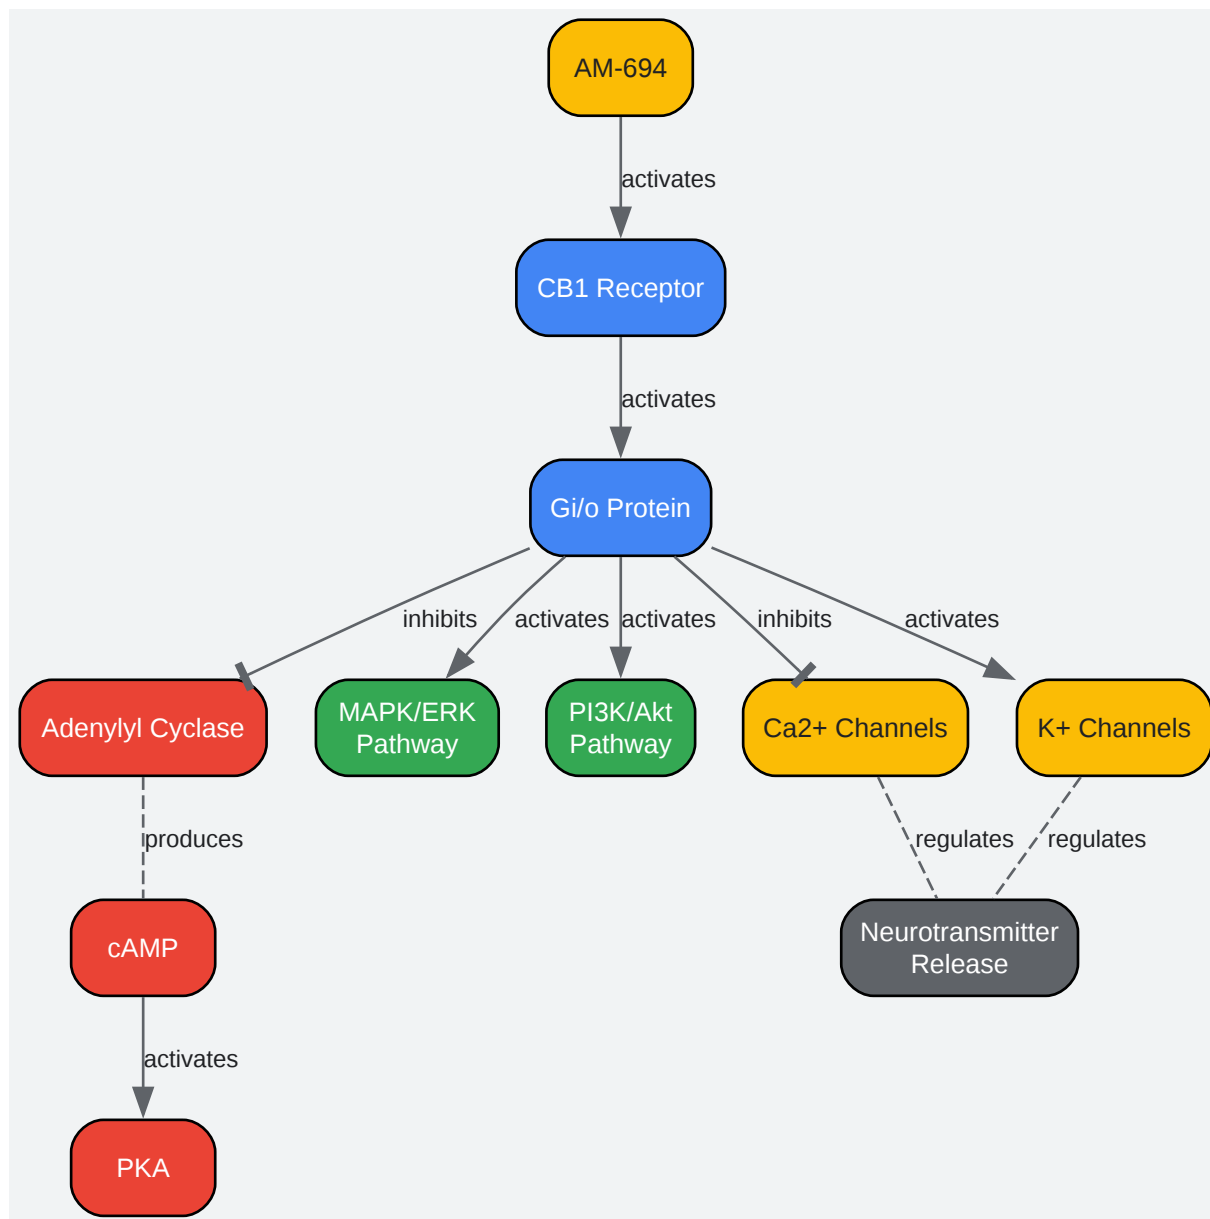 AM-694
activates
CB1 Receptor
activates
Gi/o Protein
inhibits
activates
activates
inhibits
activates
Adenylyl Cyclase
MAPK/ERK
Pathway
PI3K/Akt
Pathway
Ca2+ Channels
K+ Channels
produces
regulates
regulates
cAMP
Neurotransmitter
Release
activates
PKA